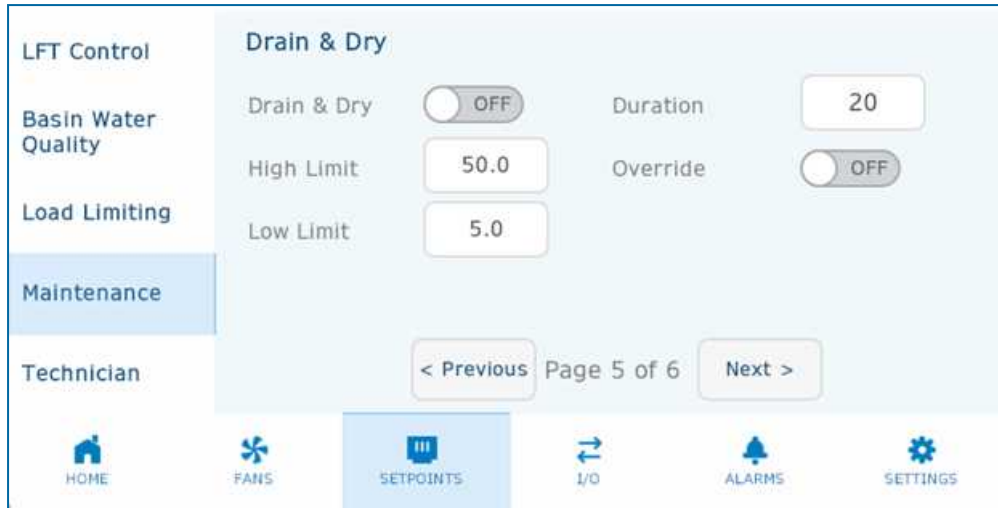 LFT Control
Basin Water
Quality
Load Limiting
Maintenance
Technician
Drain & Dry
Drain & Dry OFF Duration 20
High Limit 50.0 Override OFF
Low Limit 5.0
< Previous Page 5 of 6 Next >
HOME FANS SETPOINTS I/O ALARMS SETTINGS